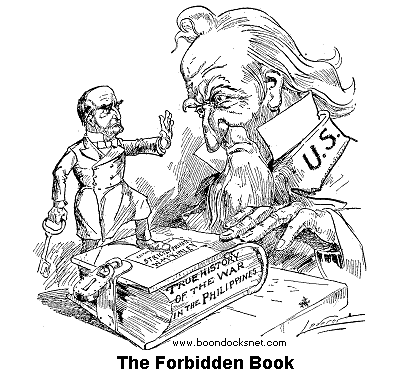 U.S.
TRUE HISTORY
OF THE WAR
IN THE PHILIPPINES
www.boondocksnet.com
The Forbidden Book